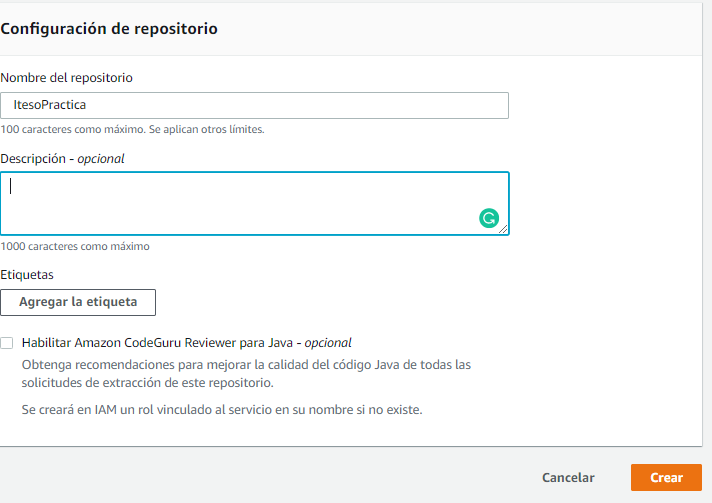 Configuración de repositorio
Nombre del repositorio
ItesoPractica
100 caracteres como máximo. Se aplican otros límites.
Descripción - opcional
1000 caracteres como máximo
Etiquetas
Agregar la etiqueta
Habilitar Amazon CodeGuru Reviewer para Java - opcional
Obtenga recomendaciones para mejorar la calidad del código Java de todas las
solicitudes de extracción de este repositorio.
Se creará en IAM un rol vinculado al servicio en su nombre si no existe.
Cancelar
Crear